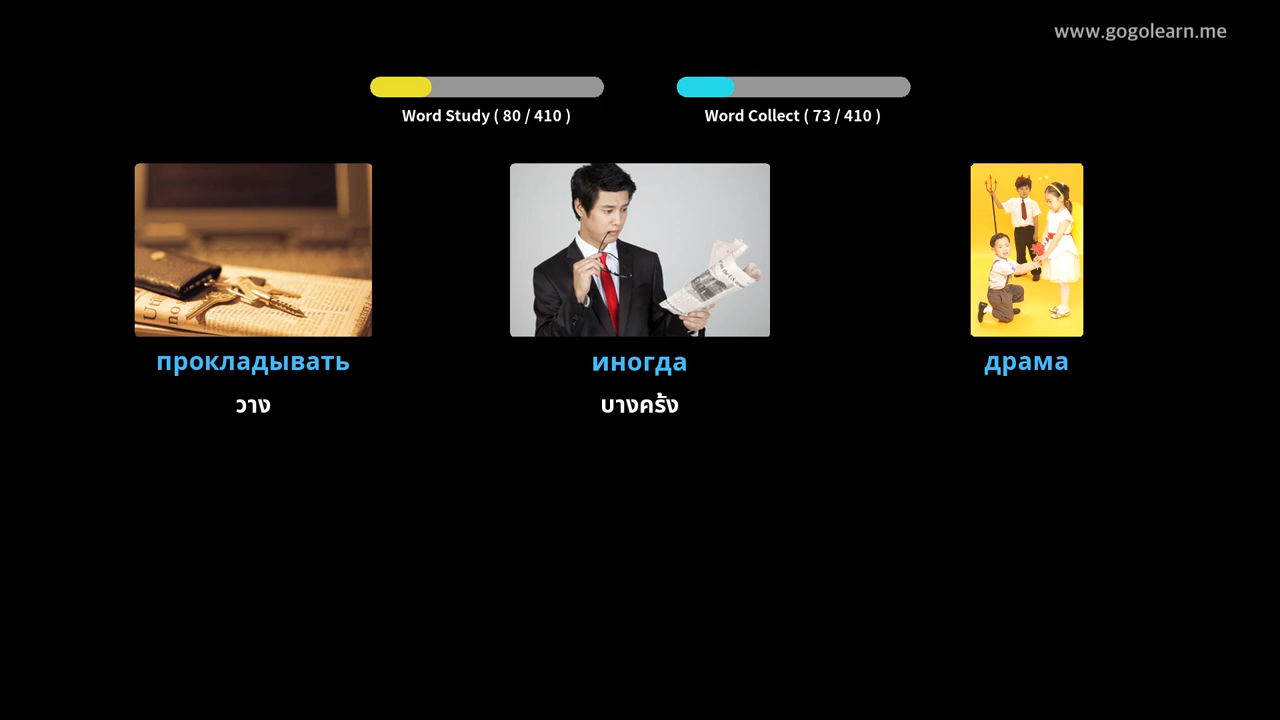 www.gogolearn.me
Word Study ( 80 / 410 )
Word Collect ( 73 / 410 )
прокладывать
иногда
драма
วาง
บางครั้ง